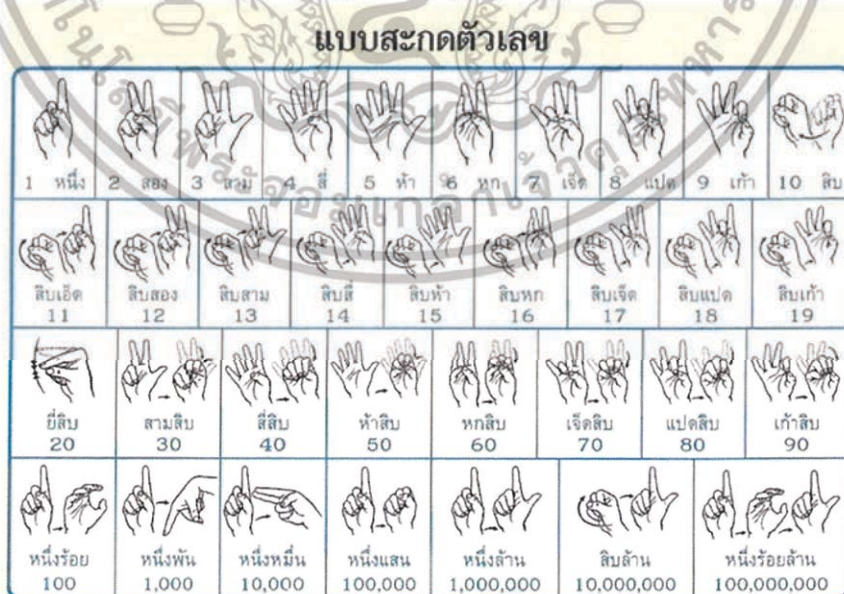 แบบสะกดตัวเลข
1 หนึ่ง 2 สอง 3 สาม 4 สี่ 5 ห้า 6 หก 7 เจ็ด 8 แปด 9 เก้า 10 สิบ
สิบเอ็ด สิบสอง สิบสาม สิบสี่ สิบห้า สิบหก สิบเจ็ด สิบแปด สิบเก้า
11 12 13 14 15 16 17 18 19
ยี่สิบ สามสิบ สี่สิบ ห้าสิบ หกสิบ เจ็ดสิบ แปดสิบ เก้าสิบ
20 30 40 50 60 70 80 90
หนึ่งร้อย หนึ่งพัน หนึ่งหมื่น หนึ่งแสน หนึ่งล้าน สิบล้าน หนึ่งร้อยล้าน
100 1,000 10,000 100,000 1,000,000 10,000,000 100,000,000